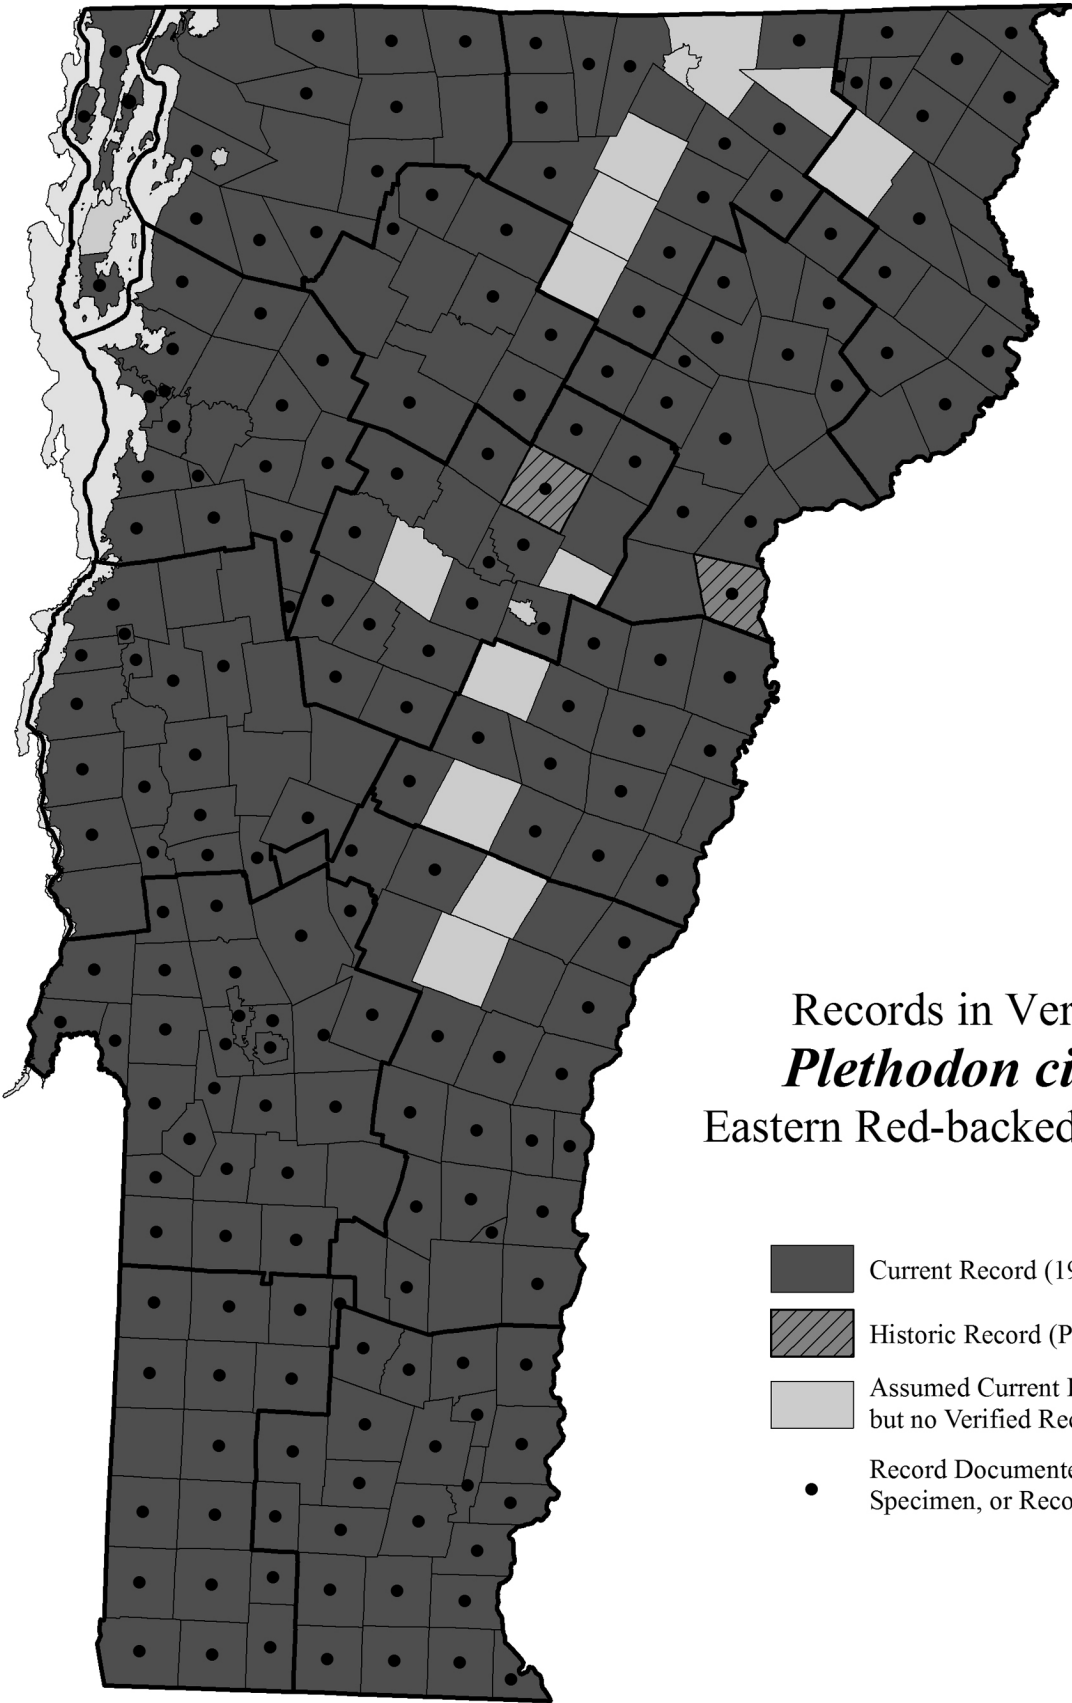 Records in Ver
Plethodon ci
Eastern Red-backed
Current Record (19
Historic Record (P
Assumed Current
but no Verified Rec
Record Documente
Specimen, or Reco